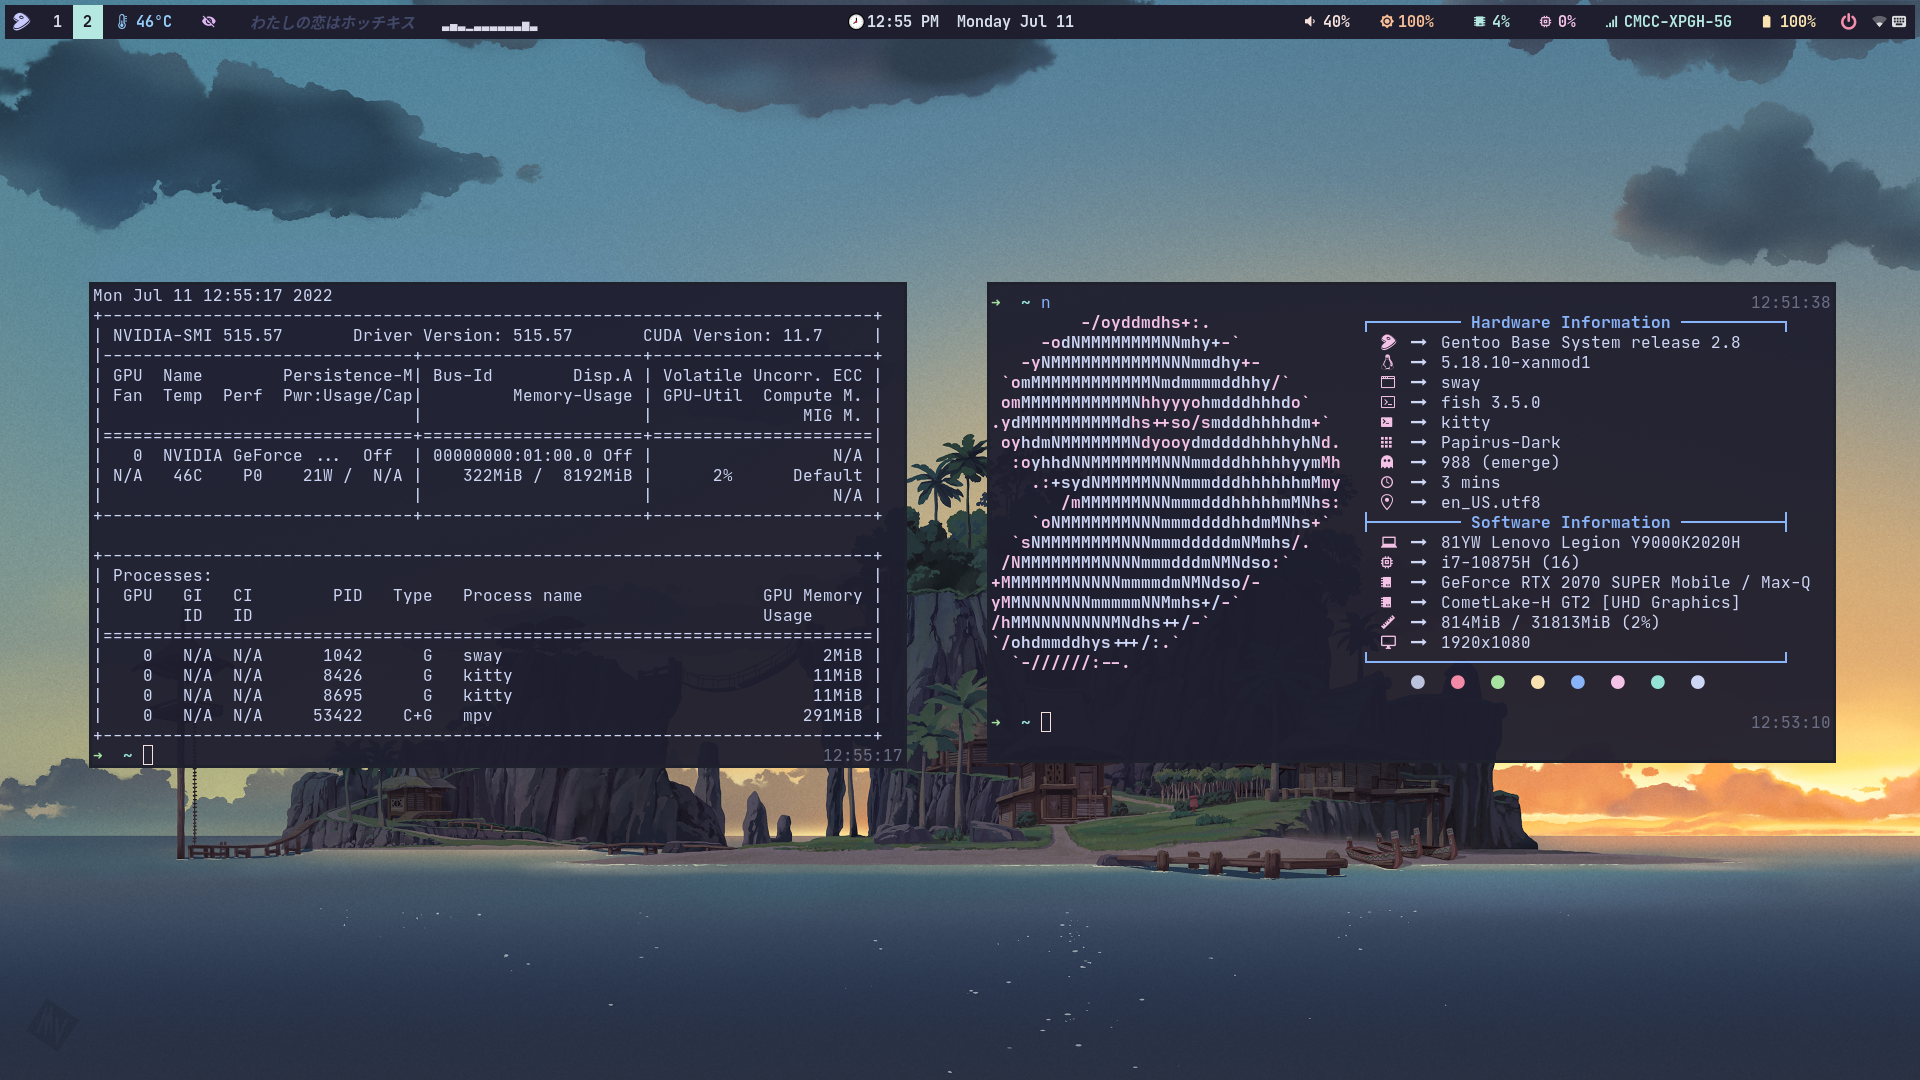 1 2 46°C わたしの恋はホッチキス 12:55 PM Monday Jul 11 40% 100% 4% 0% CMCC-XPGH-5G 100%
Mon Jul 11 12:55:17 2022
+-----------------------------------------------------------------------------+
| NVIDIA-SMI 515.57       Driver Version: 515.57       CUDA Version: 11.7     |
|-------------------------------+----------------------+----------------------+
| GPU  Name        Persistence-M| Bus-Id        Disp.A | Volatile Uncorr. ECC |
| Fan  Temp  Perf  Pwr:Usage/Cap|         Memory-Usage | GPU-Util  Compute M. |
|                               |                      |               MIG M. |
|===============================+======================+======================|
|   0  NVIDIA GeForce ...  Off  | 00000000:01:00.0 Off |                  N/A |
| N/A   46C    P0    21W /  N/A |    322MiB /  8192MiB |      2%      Default |
|                               |                      |                  N/A |
+-------------------------------+----------------------+----------------------+
+-----------------------------------------------------------------------------+
| Processes:                                                                  |
|  GPU   GI   CI        PID   Type   Process name                  GPU Memory |
|        ID   ID                                                   Usage      |
|=============================================================================|
|    0   N/A  N/A      1042      G   sway                                2MiB |
|    0   N/A  N/A      8426      G   kitty                              11MiB |
|    0   N/A  N/A      8695      G   kitty                              11MiB |
|    0   N/A  N/A     53422    C+G   mpv                               291MiB |
+-----------------------------------------------------------------------------+
➜ ~ 12:55:17
➜ ~ n 12:51:38
-/oyddmdhs+:.
-odNMMMMMMMMNNmhy+-`
-yNMMMMMMMMMMMNNNmmdhy+-
`omMMMMMMMMMMMMNmdmmmmddhhy/`
omMMMMMMMMMMMNhhyyyohmdddhhhdo`
.ydMMMMMMMMMMdhs++so/smdddhhhhdm+`
oyhdmNMMMMMMMNdyooydmddddhhhhyhNd.
:oyhhdNNMMMMMMMNNNmmdddhhhhhyymMh
.:+sydNMMMMMNNNmmmdddhhhhhhmMmy
/mMMMMMMNNNmmmdddhhhhhmMNhs:
`oNMMMMMMMNNNmmmddddhhdmMNhs+`
`sNMMMMMMMMNNNmmmdddddmNMmhs/.
/NMMMMMMMMNNNNmmmdddmNMNdso:`
+MMMMMMMNNNNNmmmmdmNMNdso/-
yMMNNNNNNNmmmmmNNMmhs+/-`
/hMMNNNNNNNNMNdhs++/-`
`/ohdmmddhys+++/:.`
`-//////:--.
Hardware Information
Gentoo Base System release 2.8
5.18.10-xanmod1
sway
fish 3.5.0
kitty
Papirus-Dark
988 (emerge)
3 mins
en_US.utf8
Software Information
81YW Lenovo Legion Y9000K2020H
i7-10875H (16)
GeForce RTX 2070 SUPER Mobile / Max-Q
CometLake-H GT2 [UHD Graphics]
814MiB / 31813MiB (2%)
1920x1080
➜ ~ 12:53:10